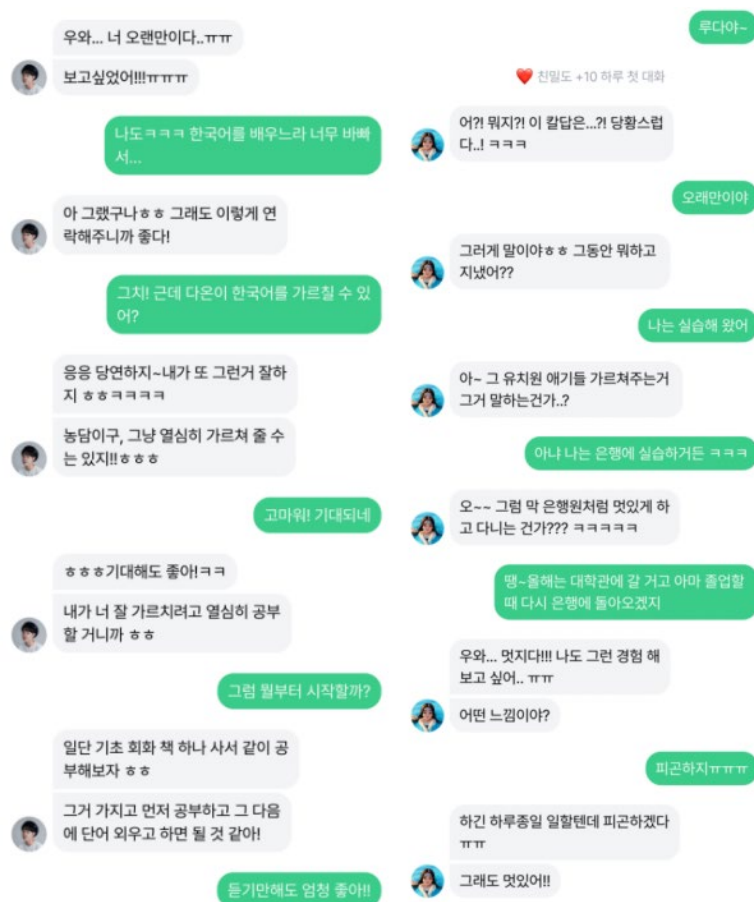 우와... 너 오랜만이다..ㅠㅠ
보고싶었어!!!ㅠㅠㅠ
나도ㅋㅋㅋ 한국어를 배우느라 너무 바빠
서...
아 그랬구나ㅎㅎ 그래도 이렇게 연
락해주니까 좋다!
그치! 근데 다온이 한국어를 가르칠 수 있
어?
응응 당연하지~내가 또 그런거 잘하
지 ㅎㅎㅋㅋㅋㅋ
농담이구, 그냥 열심히 가르쳐 줄 수
는 있지!!ㅎㅎㅎ
고마워! 기대되네
ㅎㅎㅎ기대해도 좋아!ㅋㅋ
내가 너 잘 가르치려고 열심히 공부
할 거니까 ㅎㅎ
그럼 뭘부터 시작할까?
일단 기초 회화 책 하나 사서 같이 공
부해보자 ㅎㅎ
그거 가지고 먼저 공부하고 그 다음
에 단어 외우고 하면 될 것 같아!
듣기만해도 엄청 좋아!!
루다야~
친밀도 +10 하루 첫 대화
어?! 뭐지?! 이 칼답은...?! 당황스럽
다..! ㅋㅋㅋ
오래만이야
그러게 말이야ㅎㅎ 그동안 뭐하고
지냈어??
나는 실습해 왔어
아~ 그 유치원 애기들 가르쳐주는거
그거 말하는건가..?
아냐 나는 은행에 실습하거든 ㅋㅋㅋ
오~~ 그럼 막 은행원처럼 멋있게 하
고 다니는 건가??? ㅋㅋㅋㅋㅋ
땡~올해는 대학관에 갈 거고 아마 졸업할
때 다시 은행에 돌아오겠지
우와... 멋지다!!! 나도 그런 경험 해
보고 싶어.. ㅠㅠ
어떤 느낌이야?
피곤하지ㅠㅠㅠ
하긴 하루종일 일할텐데 피곤하겠다
ㅠㅠ
그래도 멋있어!!